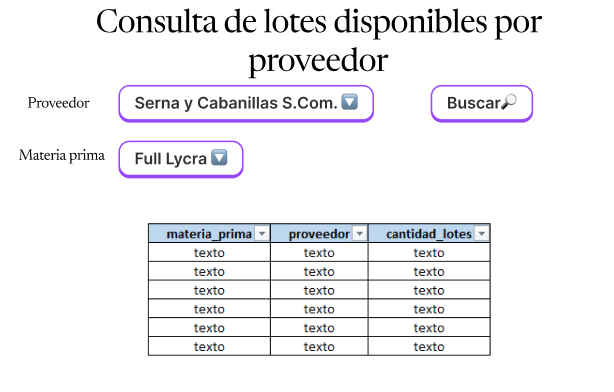 Consulta de lotes disponibles por
proveedor
Proveedor Serna y Cabanillas S.Com. Buscar
Materia prima Full Lycra
materia_prima proveedor cantidad_lotes
texto texto texto
texto texto texto
texto texto texto
texto texto texto
texto texto texto
texto texto texto